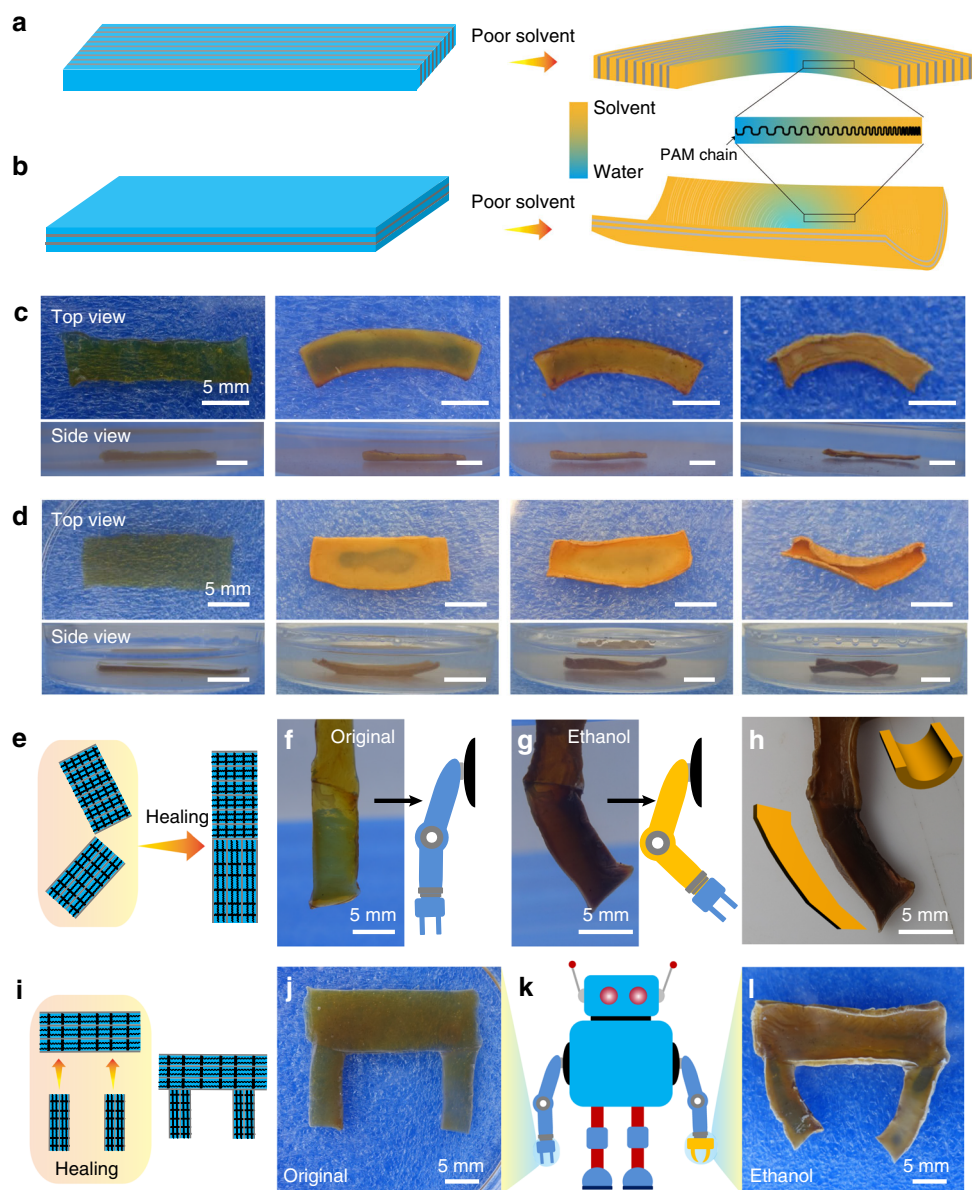 a
Poor solvent
Solvent
PAM chain
Water
b
Poor solvent
c
Top view
5 mm
Side view
d
Top view
5 mm
Side view
e
Healing
f
Original
5 mm
g
Ethanol
5 mm
h
5 mm
i
Healing
j
Original
5 mm
k
l
Ethanol
5 mm